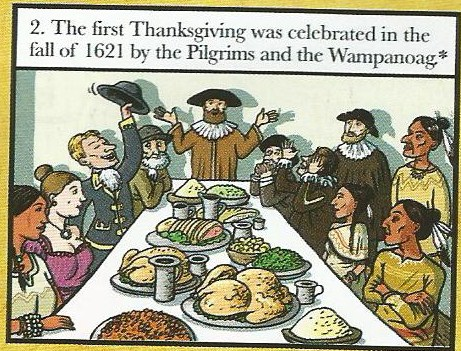 2. The first Thanksgiving was celebrated in the
fall of 1621 by the Pilgrims and the Wampanoag.*